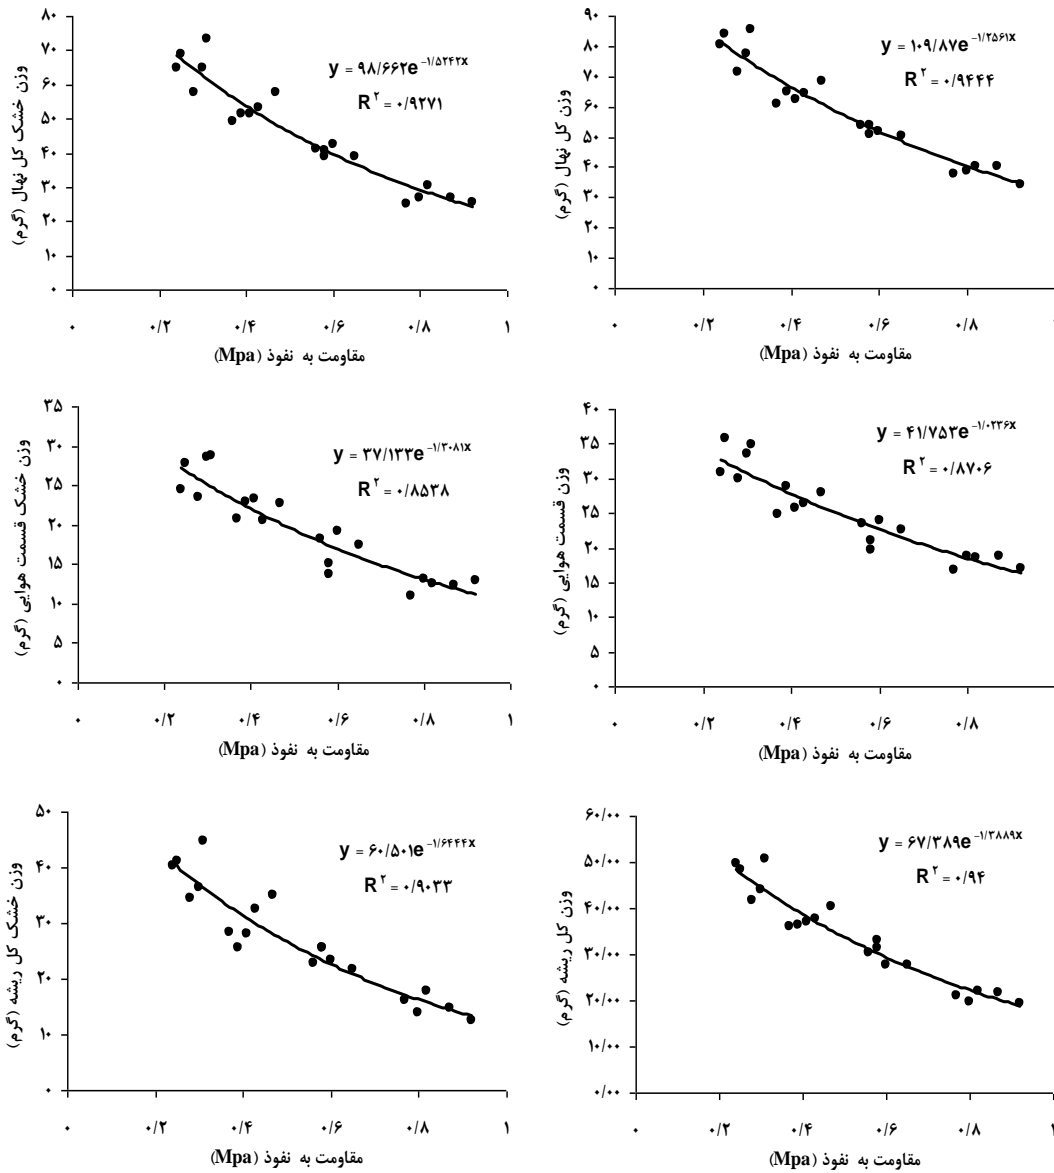 وزن خشک کل نهال (گرم)
۸۰
۷۰
۶۰
۵۰
۴۰
۳۰
۲۰
۱۰
۰
y = ۹۸/۶۶۲e^−۱/۵۲۴۲x
R^۲ = ۰/۹۲۷۱
۰ ۰/۲ ۰/۴ ۰/۶ ۰/۸ ۱
مقاومت به نفوذ (Mpa)
وزن کل نهال (گرم)
۹۰
۸۰
۷۰
۶۰
۵۰
۴۰
۳۰
۲۰
۱۰
۰
y = ۱۰۹/۸۷e^−۱/۲۵۶۱x
R^۲ = ۰/۹۴۴۴
۰ ۰/۲ ۰/۴ ۰/۶ ۰/۸
مقاومت به نفوذ (Mpa)
وزن خشک قسمت هوایی (گرم)
۳۵
۳۰
۲۵
۲۰
۱۵
۱۰
۵
۰
y = ۳۷/۱۳۳e^−۱/۳۰۸۱x
R^۲ = ۰/۸۵۳۸
۰ ۰/۲ ۰/۴ ۰/۶ ۰/۸ ۱
مقاومت به نفوذ (Mpa)
وزن قسمت هوایی (گرم)
۴۰
۳۵
۳۰
۲۵
۲۰
۱۵
۱۰
۵
۰
y = ۴۱/۷۵۳e^−۱/۰۲۳۶x
R^۲ = ۰/۸۷۰۶
۰ ۰/۲ ۰/۴ ۰/۶ ۰/۸
مقاومت به نفوذ (Mpa)
وزن خشک کل ریشه (گرم)
۵۰
۴۰
۳۰
۲۰
۱۰
۰
y = ۶۰/۵۰۱e^−۱/۶۴۴۴x
R^۲ = ۰/۹۰۳۳
۰ ۰/۲ ۰/۴ ۰/۶ ۰/۸ ۱
مقاومت به نفوذ (Mpa)
وزن کل ریشه (گرم)
۶۰/۰۰
۵۰/۰۰
۴۰/۰۰
۳۰/۰۰
۲۰/۰۰
۱۰/۰۰
۰/۰۰
y = ۶۷/۳۸۹e^−۱/۳۸۸۹x
R^۲ = ۰/۹۴
۰ ۰/۲ ۰/۴ ۰/۶ ۰/۸
مقاومت به نفوذ (Mpa)